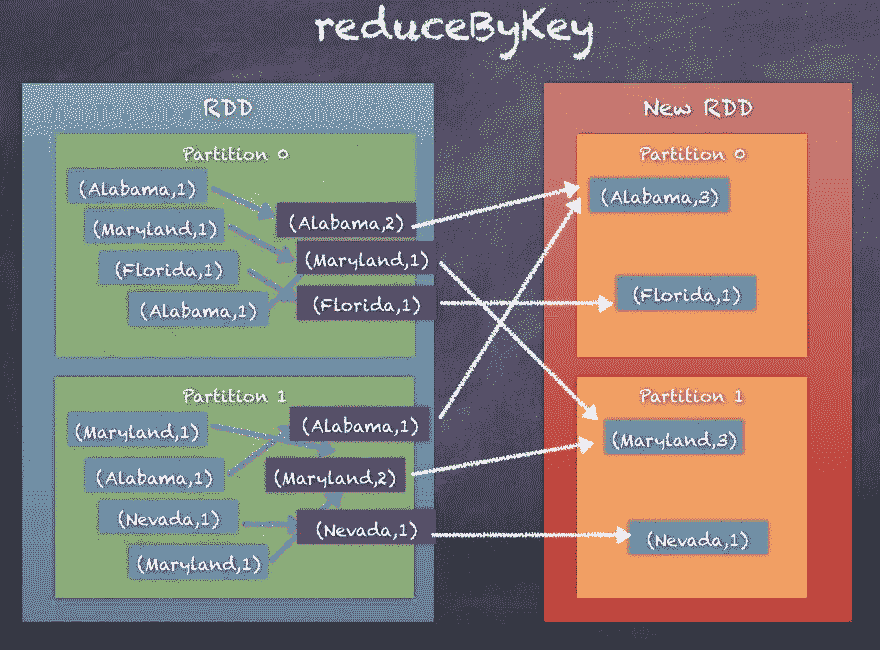 reduceByKey
RDD
Partition 0
(Alabama,1)
(Maryland,1)
(Florida,1)
(Alabama,1)
(Alabama,2)
(Maryland,1)
(Florida,1)
Partition 1
(Maryland,1)
(Alabama,1)
(Nevada,1)
(Maryland,1)
(Alabama,1)
(Maryland,2)
(Nevada,1)
New RDD
Partition 0
(Alabama,3)
(Florida,1)
Partition 1
(Maryland,3)
(Nevada,1)